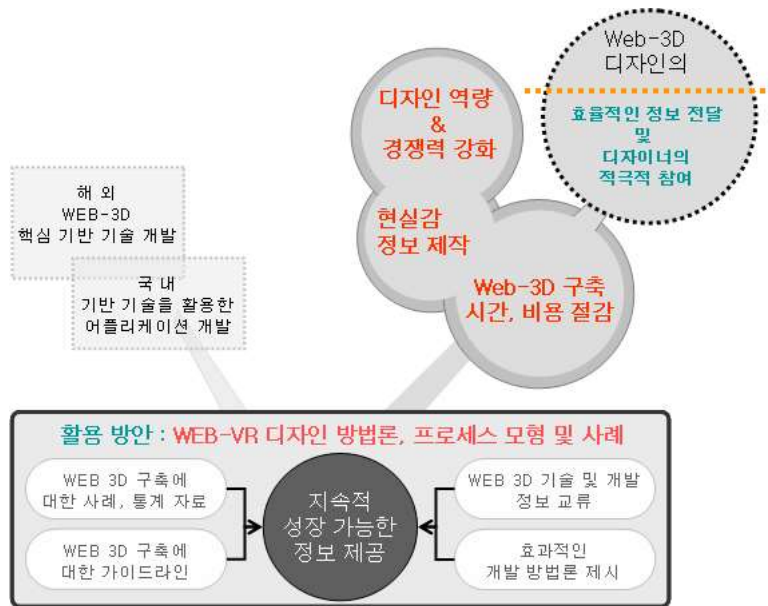 Web-3D
디자인의
효율적인 정보 전달
및
디자이너의
적극적 참여
디자인 역량
&
경쟁력 강화
현실감
정보 제작
Web-3D 구축
시간, 비용 절감
해 외
WEB-3D
핵심 기반 기술 개발
국 내
기반 기술을 활용한
어플리케이션 개발
활용 방안 : WEB-VR 디자인 방법론, 프로세스 모형 및 사례
WEB 3D 구축에
대한 사례, 통계 자료
WEB 3D 구축에
대한 가이드라인
지속적
성장 가능한
정보 제공
WEB 3D 기술 및 개발
정보 교류
효과적인
개발 방법론 제시